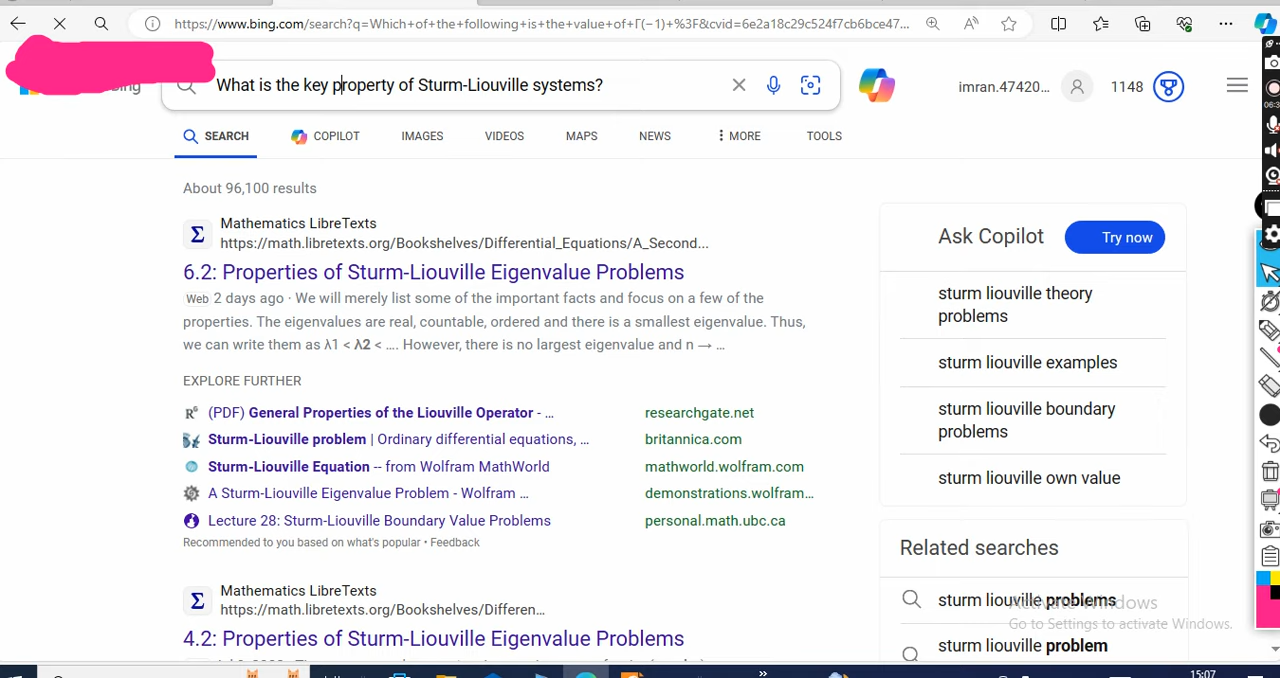 https://www.bing.com/search?q=Which+of+the+following+is+the+value+of+Γ(−1)+%3F&cvid=6e2a18c29c524f7cb6bce47...
What is the key property of Sturm-Liouville systems?
imran.47420...
1148
SEARCH
COPILOT
IMAGES
VIDEOS
MAPS
NEWS
MORE
TOOLS
About 96,100 results
Mathematics LibreTexts
https://math.libretexts.org/Bookshelves/Differential_Equations/A_Second...
6.2: Properties of Sturm-Liouville Eigenvalue Problems
Web 2 days ago · We will merely list some of the important facts and focus on a few of the
properties. The eigenvalues are real, countable, ordered and there is a smallest eigenvalue. Thus,
we can write them as λ1 < λ2 < …. However, there is no largest eigenvalue and n → …
EXPLORE FURTHER
(PDF) General Properties of the Liouville Operator - …
researchgate.net
Sturm-Liouville problem | Ordinary differential equations, …
britannica.com
Sturm-Liouville Equation -- from Wolfram MathWorld
mathworld.wolfram.com
A Sturm-Liouville Eigenvalue Problem - Wolfram …
demonstrations.wolfram…
Lecture 28: Sturm-Liouville Boundary Value Problems
personal.math.ubc.ca
Recommended to you based on what's popular • Feedback
Mathematics LibreTexts
https://math.libretexts.org/Bookshelves/Differen...
4.2: Properties of Sturm-Liouville Eigenvalue Problems
Ask Copilot
Try now
sturm liouville theory
problems
sturm liouville examples
sturm liouville boundary
problems
sturm liouville own value
Related searches
sturm liouville problems
sturm liouville problem
Activate Windows
Go to Settings to activate Windows.
15:07